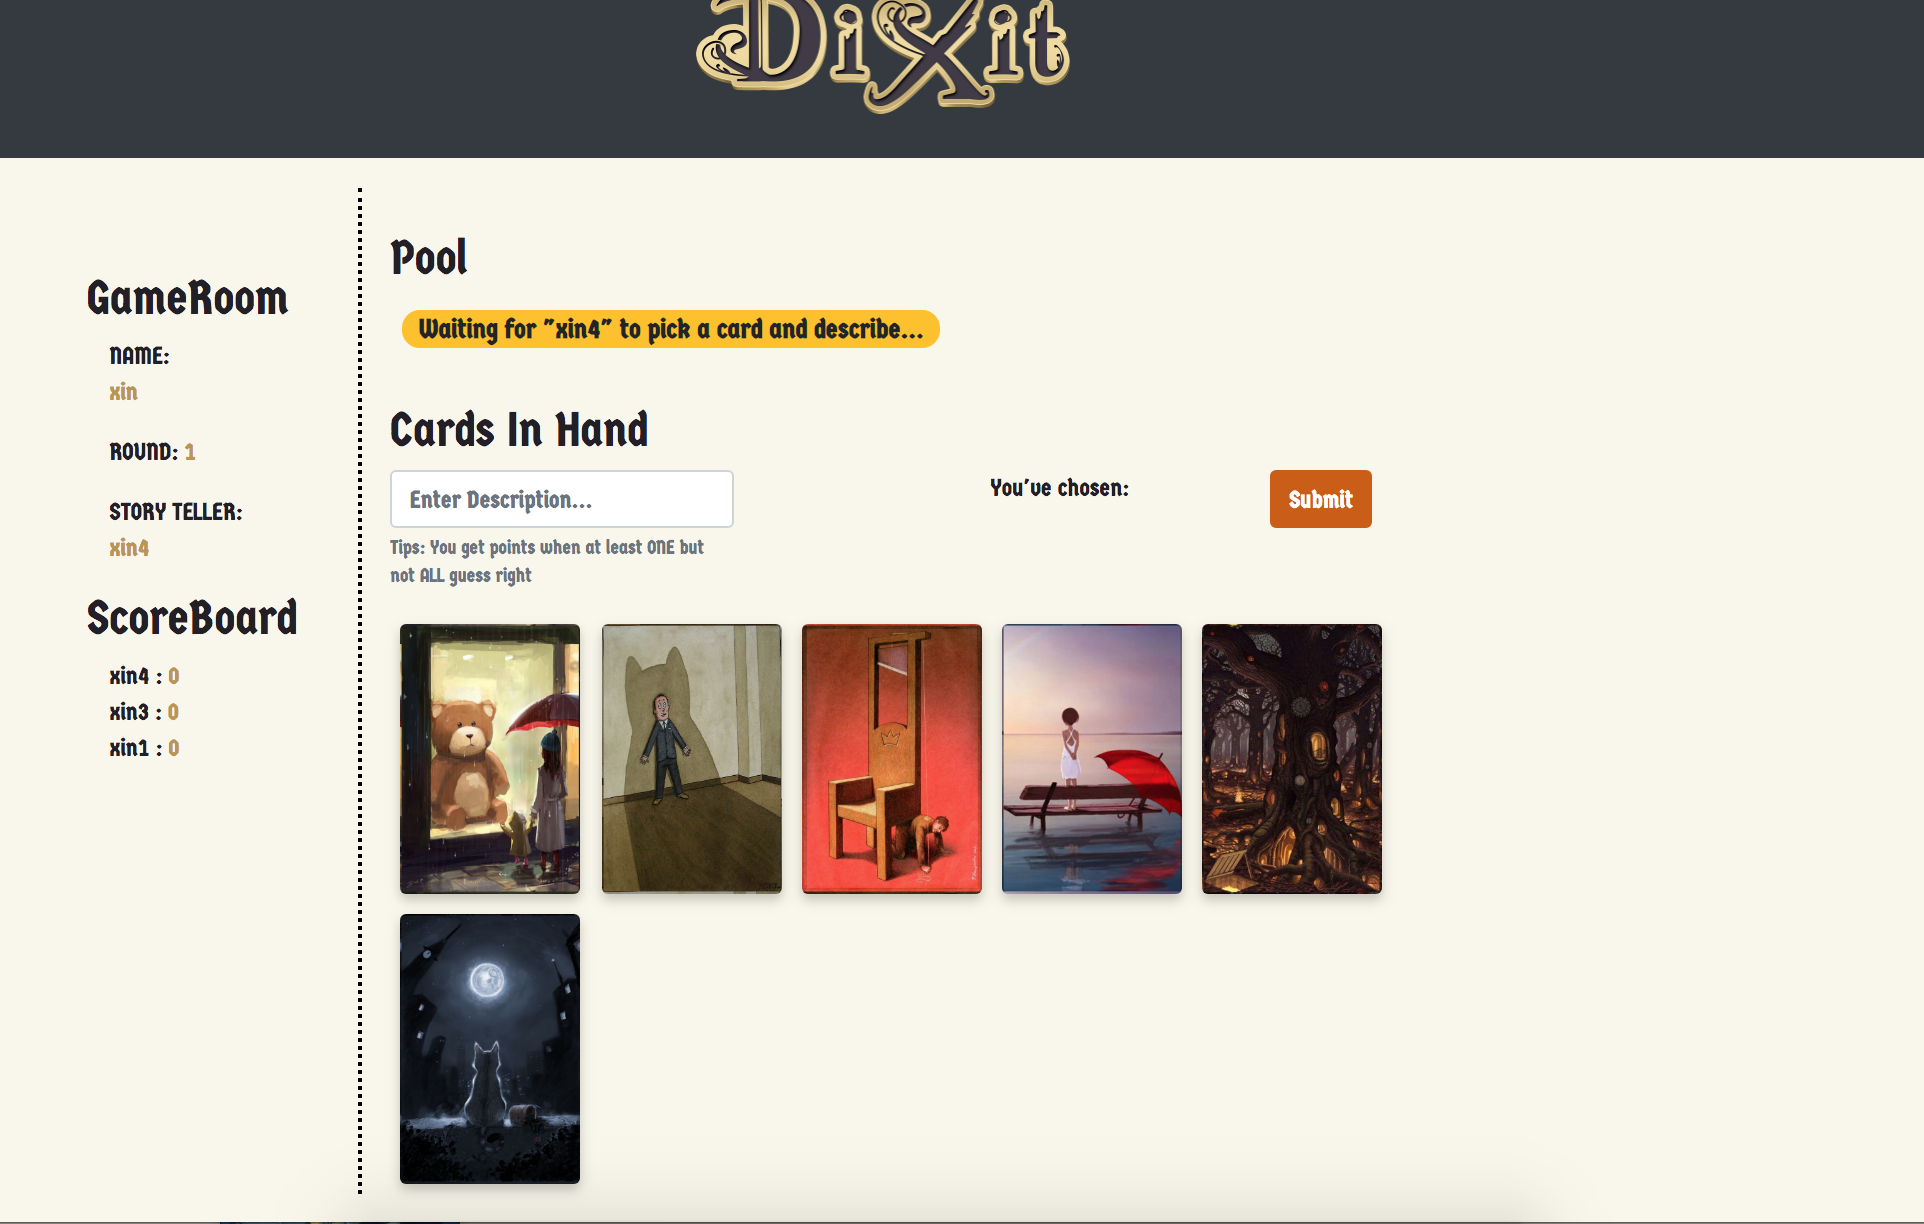 DiXit
GameRoom
NAME:
xin
ROUND: 1
STORY TELLER:
xin4
ScoreBoard
xin4 : 0
xin3 : 0
xin1 : 0
Pool
Waiting for "xin4" to pick a card and describe...
Cards In Hand
Enter Description...
You've chosen:
Submit
Tips: You get points when at least ONE but
not ALL guess right